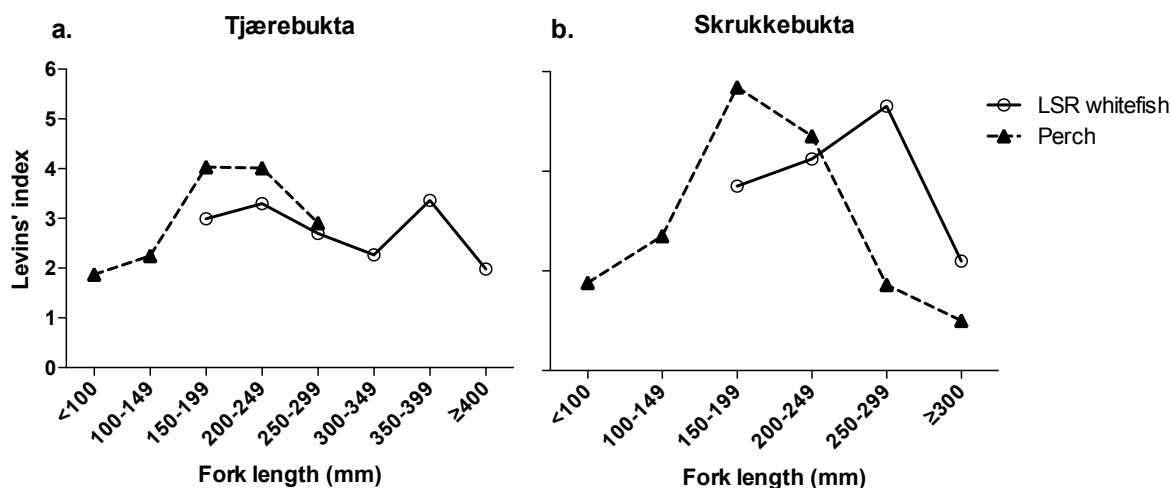 a.
Tjærebukta
b.
Skrukkebukta
Levins' index
6
5
4
3
2
1
0
<100
100-149
150-199
200-249
250-299
300-349
350-399
≥400
Fork length (mm)
<100
100-149
150-199
200-249
250-299
≥300
Fork length (mm)
LSR whitefish
Perch